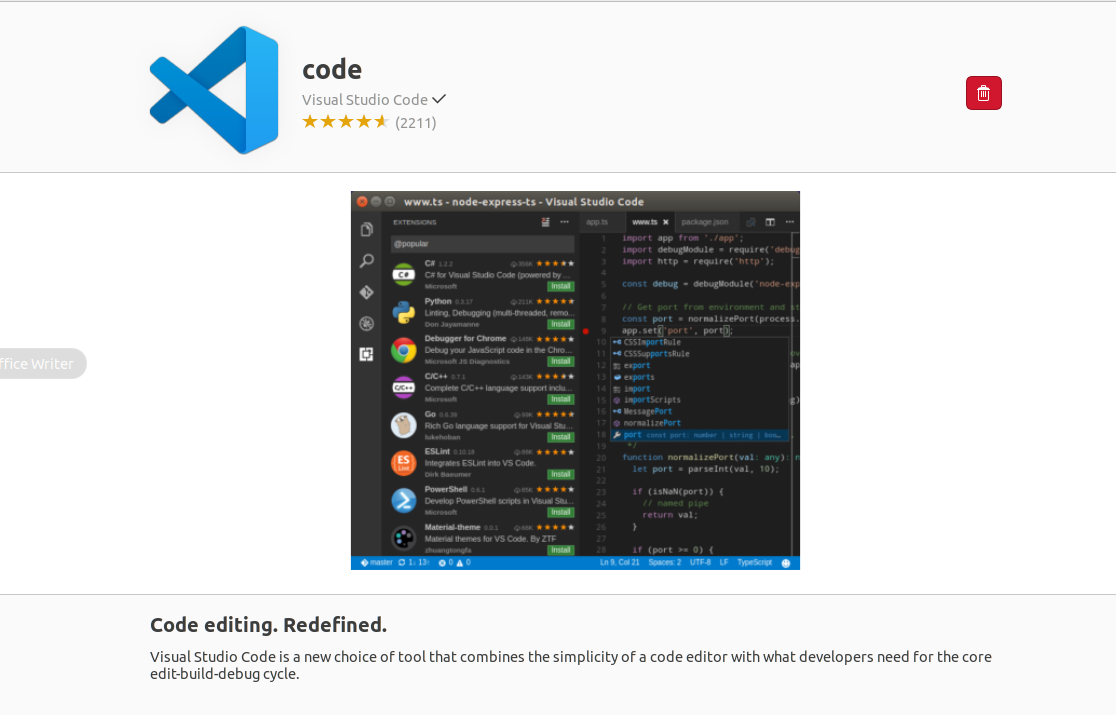 code
Visual Studio Code
(2211)
www.ts - node-express-ts - Visual Studio Code
EXTENSIONS
app.ts
www.ts
package.json
@popular
C# 1.2.2 356K
C# for Visual Studio Code (powered by ...
Microsoft Install
Python 0.3.17 211K
Linting, Debugging (multi-threaded, remo...
Don Jayamanne Install
Debugger for Chrome 148K
Debug your JavaScript code in the Chro...
Microsoft JS Diagnostics Install
C/C++ 0.7.1 143K
Complete C/C++ language support inclu...
Microsoft Install
Go 0.6.39 99K
Rich Go language support for Visual Stu...
lukehoban Install
ESLint 0.10.18 88K
Integrates ESLint into VS Code.
Dirk Baeumer Install
PowerShell 0.6.1
Develop PowerShell scripts in Visual Stu...
Microsoft Install
Material-theme 0.0.1
Material themes for VS Code. By ZTF
zhuangtongfa Install
1 import app from './app';
2 import debugModule = require('debug
3 import http = require('http');
4
5 const debug = debugModule('node-exp
6
7 // Get port from environment and st
8 const port = normalizePort(process.
9 app.set('port', port);
10 CSSImportRule
11 CSSSupportsRule
12 export
13 exports
14 import
15 importScripts
16 MessagePort
17 normalizePort
18 port const port: number | string | boo...
19 */
20 function normalizePort(val: any): n
21 let port = parseInt(val, 10);
22
23 if (isNaN(port)) {
24 // named pipe
25 return val;
26 }
27
28 if (port >= 0) {
master 1↓ 13↑ 0 0 Ln 9, Col 21 Spaces: 2 UTF-8 LF TypeScript
ffice Writer
Code editing. Redefined.
Visual Studio Code is a new choice of tool that combines the simplicity of a code editor with what developers need for the core
edit-build-debug cycle.